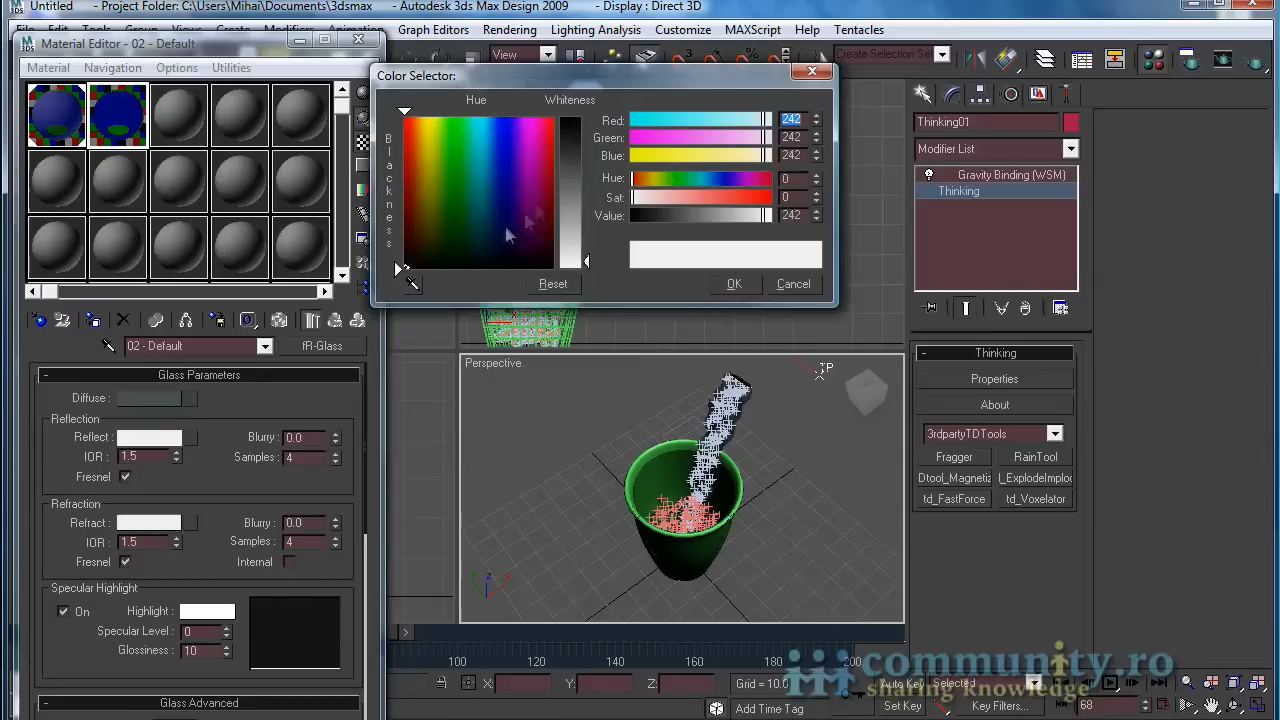 Untitled - Project Folder: C:\Users\Mihai\Documents\3dsmax - Autodesk 3ds Max Design 2009 - Display : Direct 3D
Graph Editors Rendering Lighting Analysis Customize MAXScript Help Tentacles
Material Editor - 02 - Default
View
Create Selection Set
Material Navigation Options Utilities
Color Selector:
Hue Whiteness
Blackness
Red: 242
Green: 242
Blue: 242
Hue: 0
Sat: 0
Value: 242
Reset OK Cancel
Thinking01
Modifier List
Gravity Binding (WSM)
Thinking
02 - Default fR-Glass
Glass Parameters
Diffuse :
Reflection
Reflect : Blurry: 0.0
IOR : 1.5 Samples : 4
Fresnel :
Refraction
Refract : Blurry: 0.0
IOR : 1.5 Samples : 4
Fresnel : Internal
Specular Highlight
On Highlight :
Specular Level : 0
Glossiness : 10
Glass Advanced
Perspective
TP
z x
Thinking
Properties
About
3rdpartyTDTools
Fragger RainTool
Dtool_Magnetiz l_ExplodeImploc
td_FastForce td_Voxelator
100 120 140 160 180 200
X: Y: Z: Grid = 10.0
Auto Key Selected
Add Time Tag Set Key Key Filters... 68
community.ro
sharing knowledge